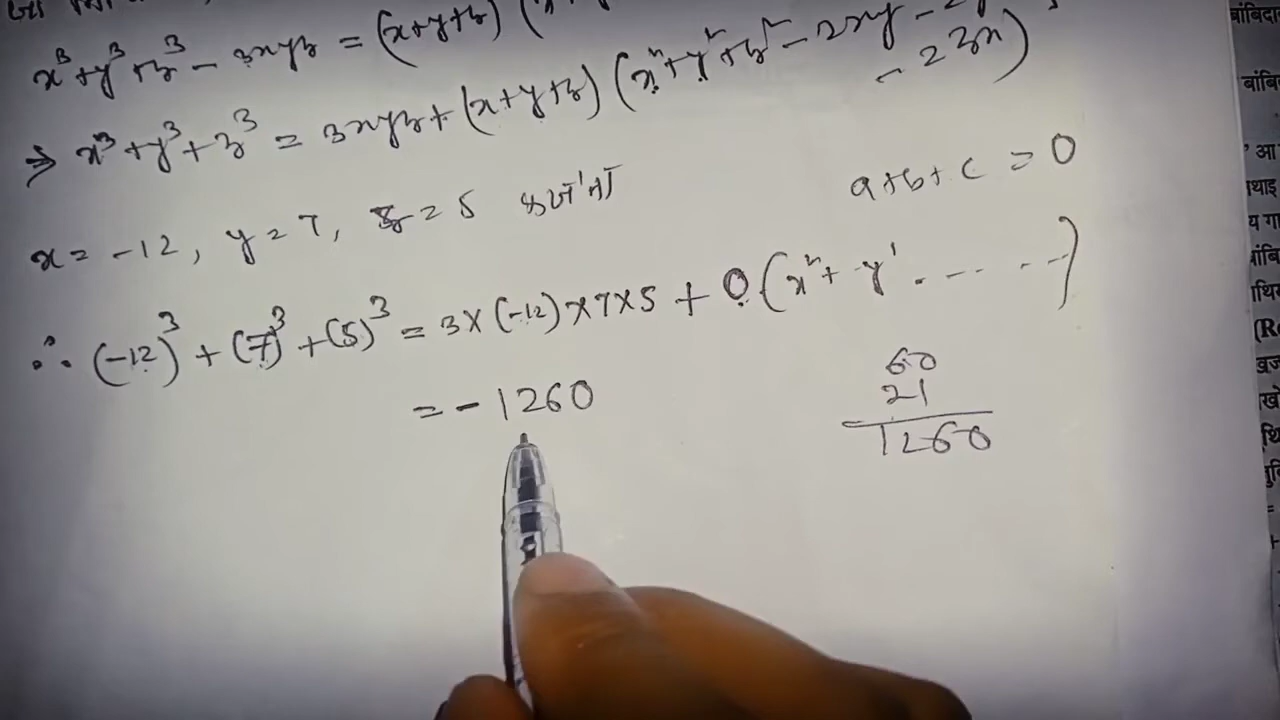 x³+y³+z³ - 3xyz = (x+y+z) (
⇒ x³+y³+z³ = 3xyz + (x+y+z) (x²+y²+z² - 2xy -
- 2zx)
a+b+c = 0
x = -12, y = 7, z = 5
∴ (-12)³ + (7)³ + (5)³ = 3×(-12)×7×5 + 0(x²+ y' . - - - . . - - )
= - 1260
60
21
1260
बांबिदा
बांबि
' आ
थाइ
य गा
(R
=